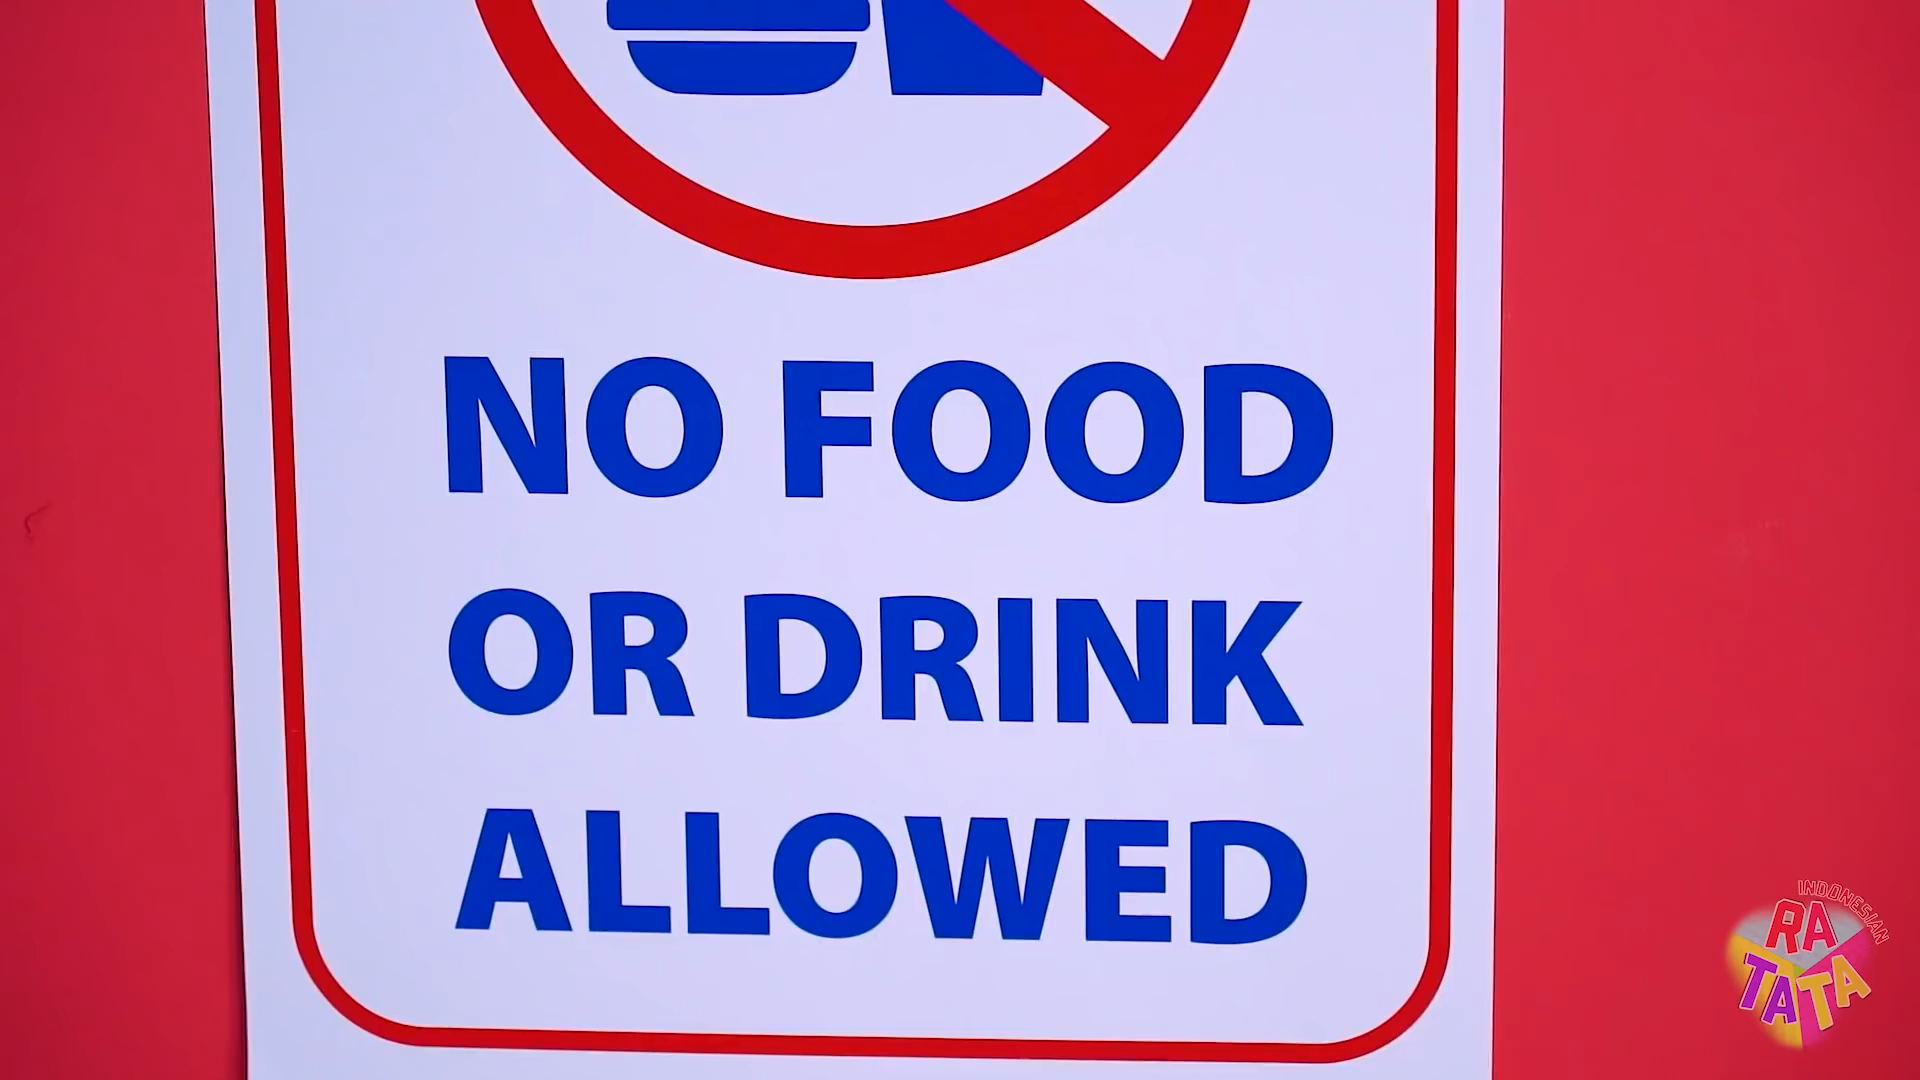 NO FOOD
OR DRINK
ALLOWED
INDONESIAN
RA
TATA